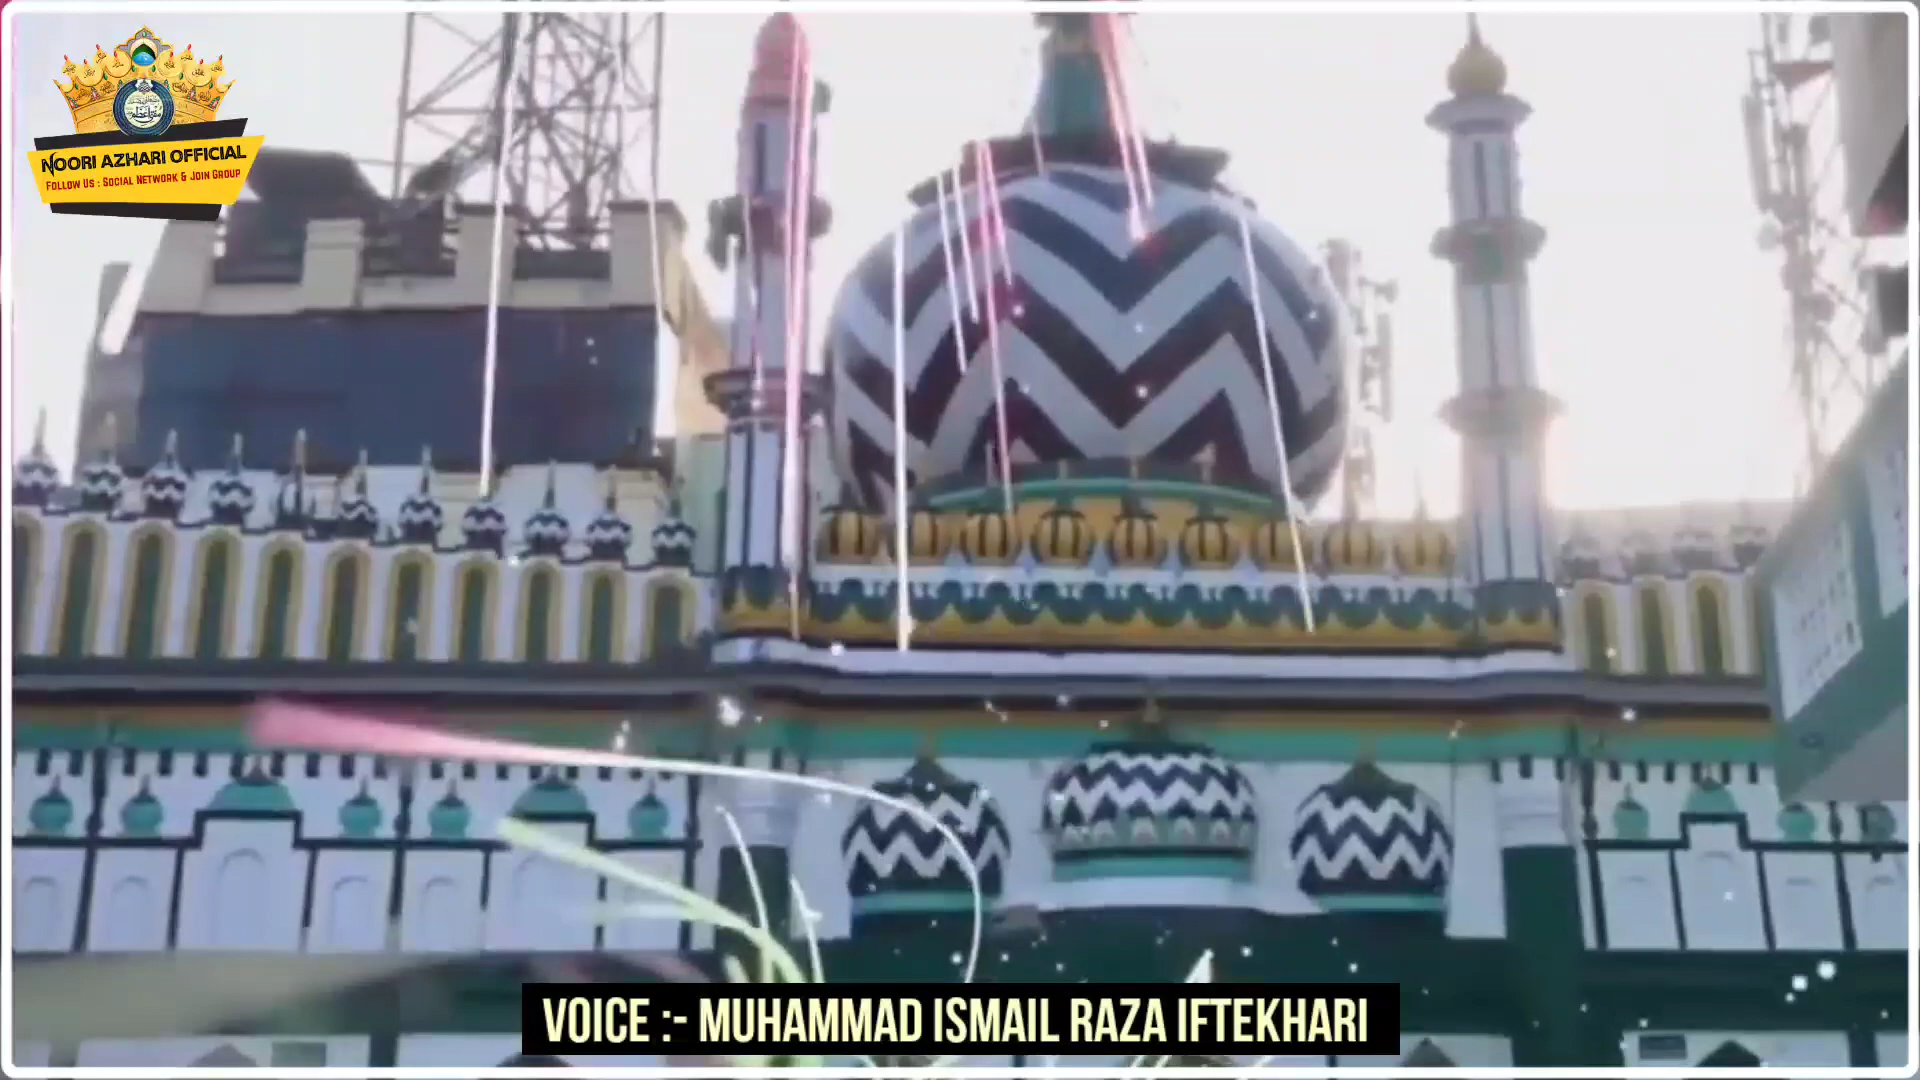 NOORI AZHARI OFFICIAL
FOLLOW US : SOCIAL NETWORK & JOIN GROUP
VOICE :- MUHAMMAD ISMAIL RAZA IFTEKHARI